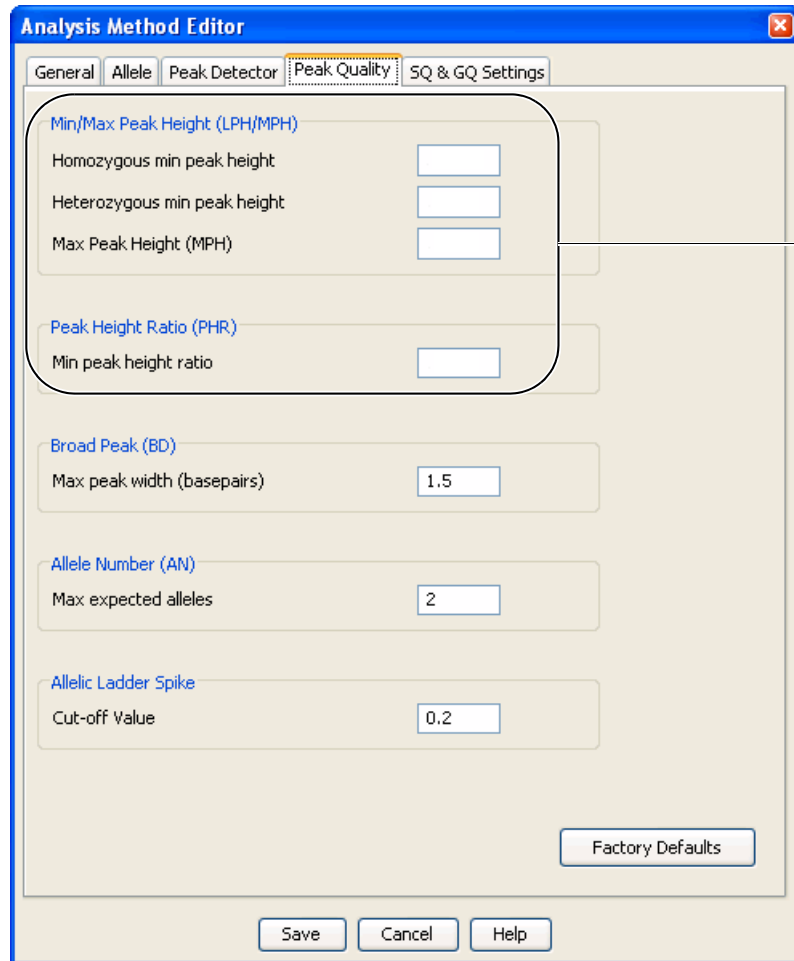 Analysis Method Editor
General Allele Peak Detector Peak Quality SQ & GQ Settings
Min/Max Peak Height (LPH/MPH)
Homozygous min peak height
Heterozygous min peak height
Max Peak Height (MPH)
Peak Height Ratio (PHR)
Min peak height ratio
Broad Peak (BD)
Max peak width (basepairs) 1.5
Allele Number (AN)
Max expected alleles 2
Allelic Ladder Spike
Cut-off Value 0.2
Factory Defaults
Save Cancel Help